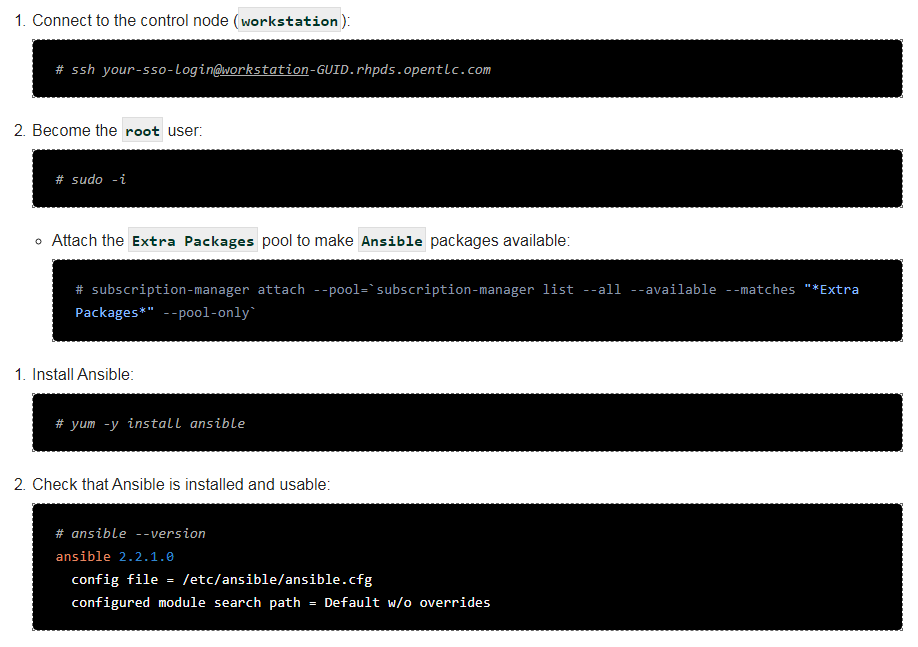 1. Connect to the control node (workstation):
# ssh your-sso-login@workstation-GUID.rhpds.opentlc.com
2. Become the root user:
# sudo -i
○ Attach the Extra Packages pool to make Ansible packages available:
# subscription-manager attach --pool=`subscription-manager list --all --available --matches "*Extra
Packages*" --pool-only`
1. Install Ansible:
# yum -y install ansible
2. Check that Ansible is installed and usable:
# ansible --version
ansible 2.2.1.0
config file = /etc/ansible/ansible.cfg
configured module search path = Default w/o overrides